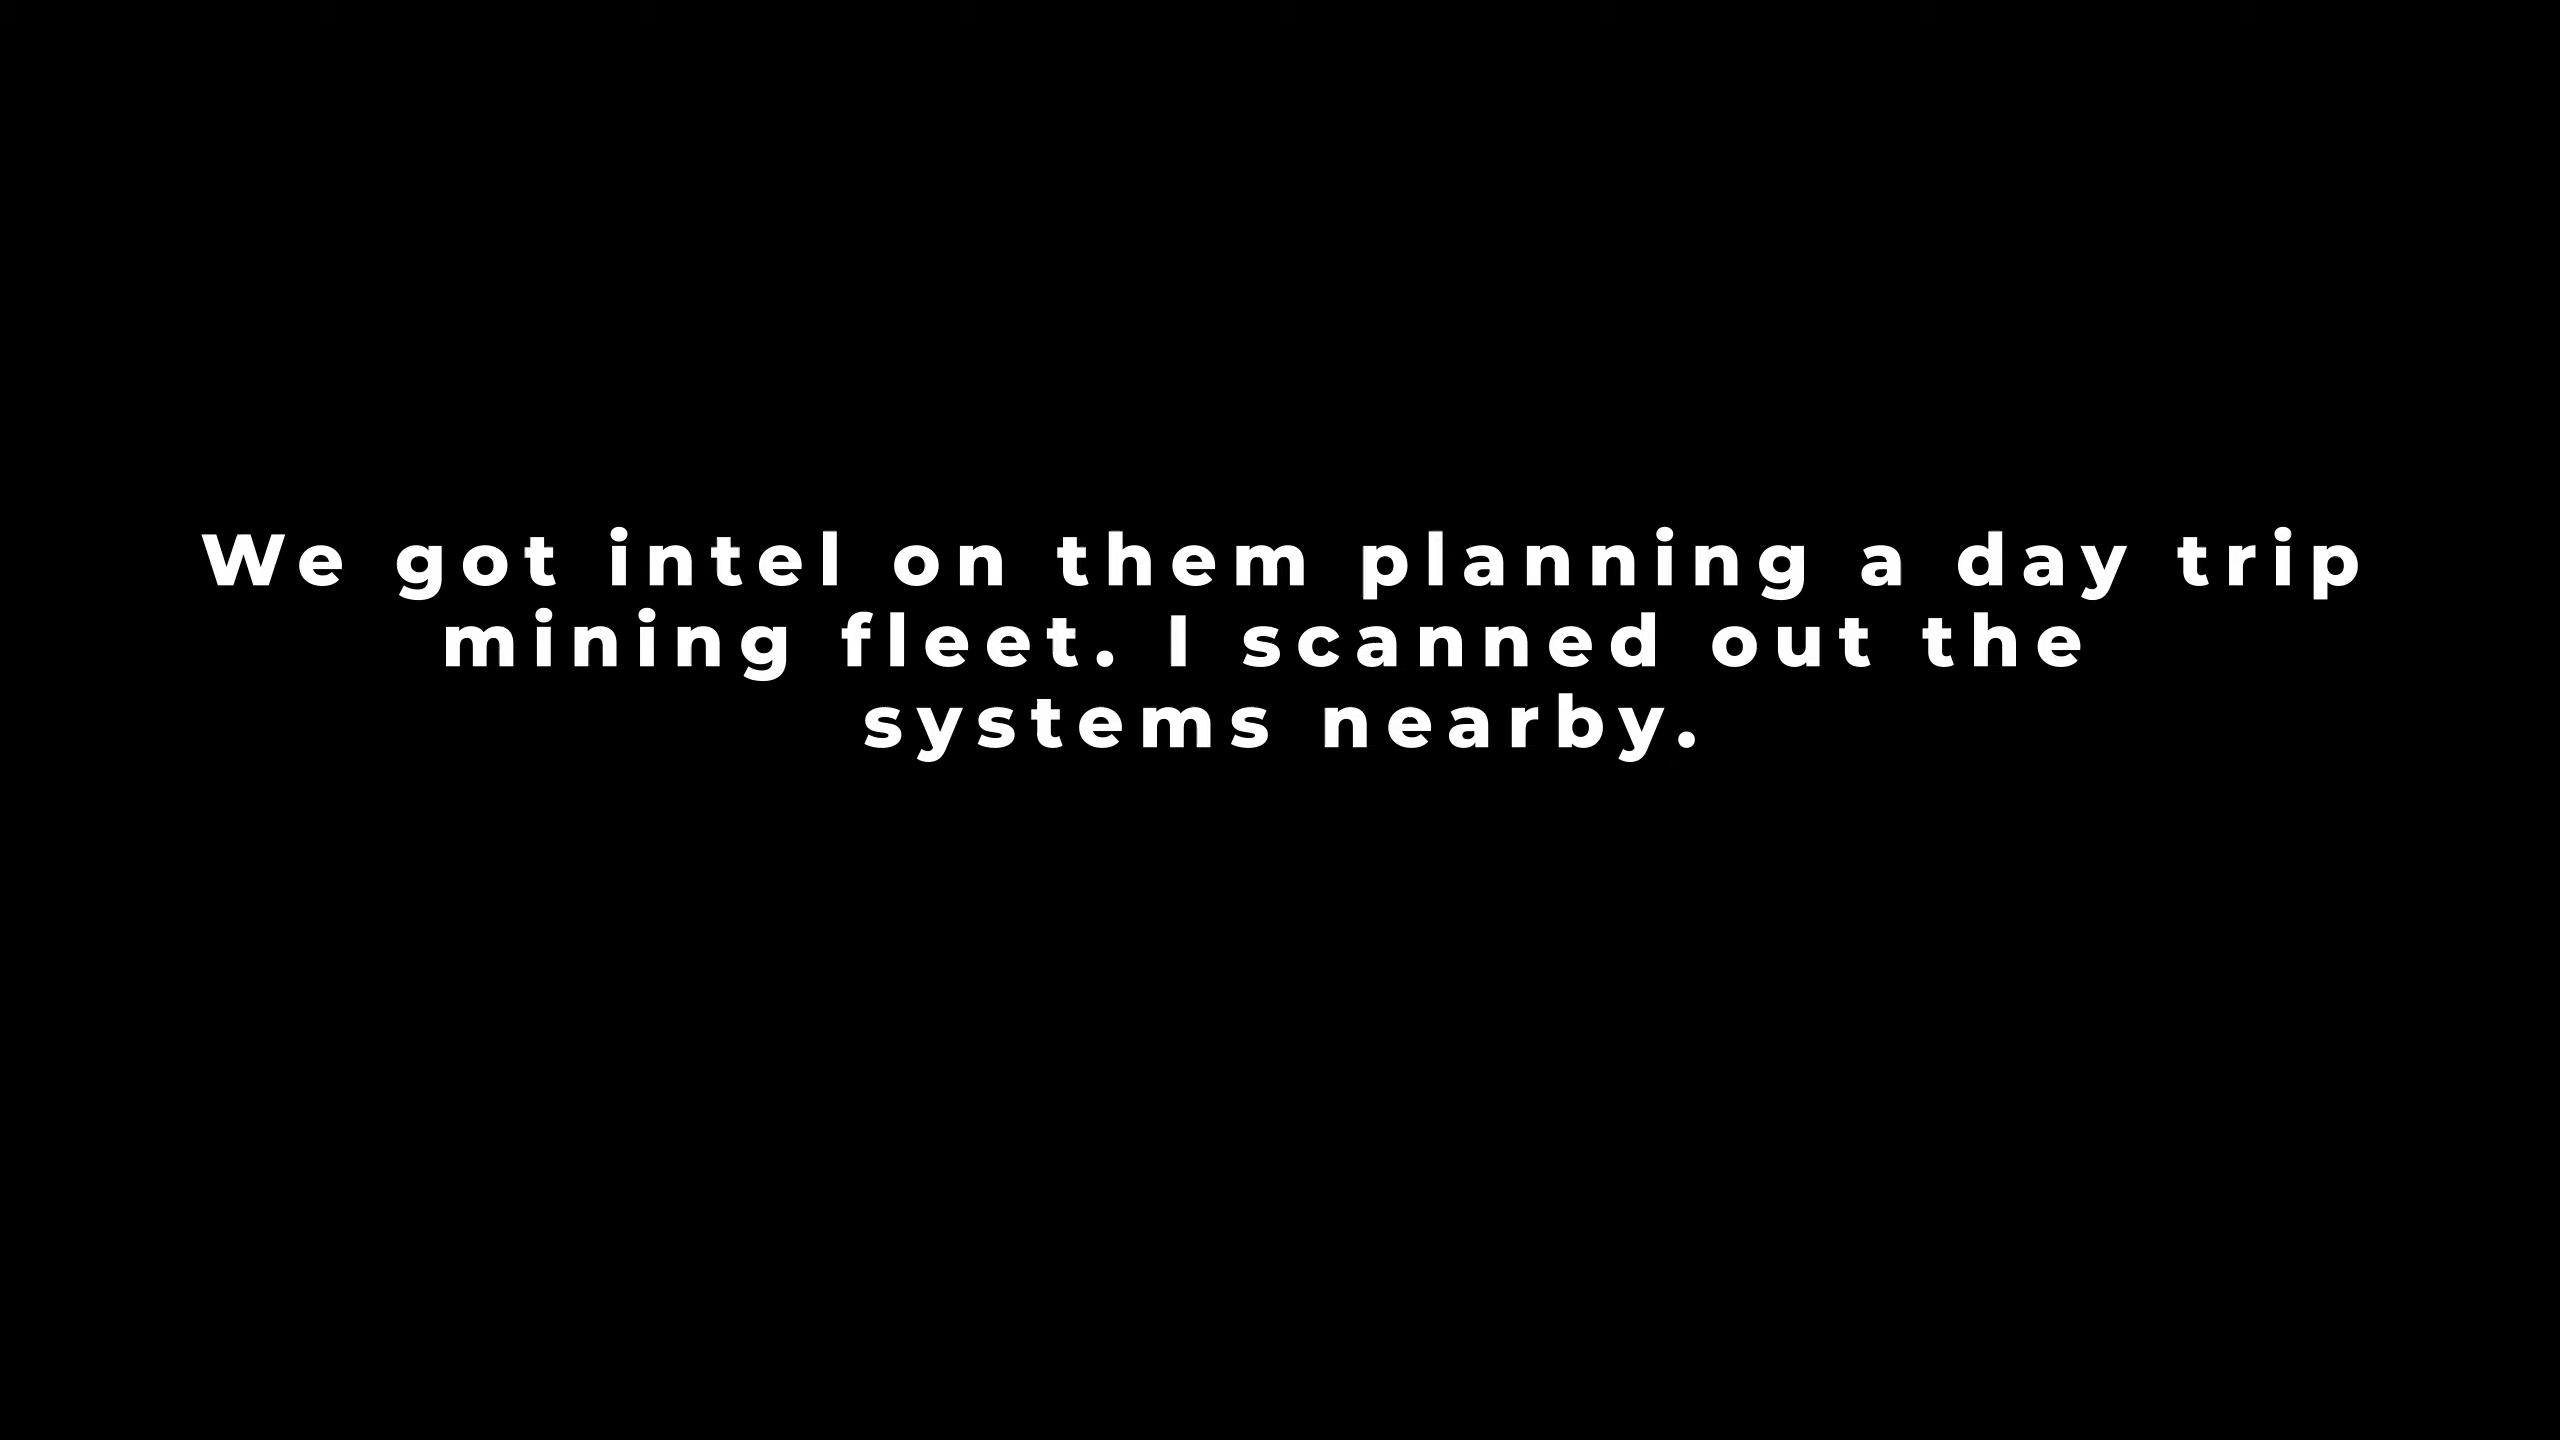 We got intel on them planning a day trip
mining fleet. I scanned out the
systems nearby.